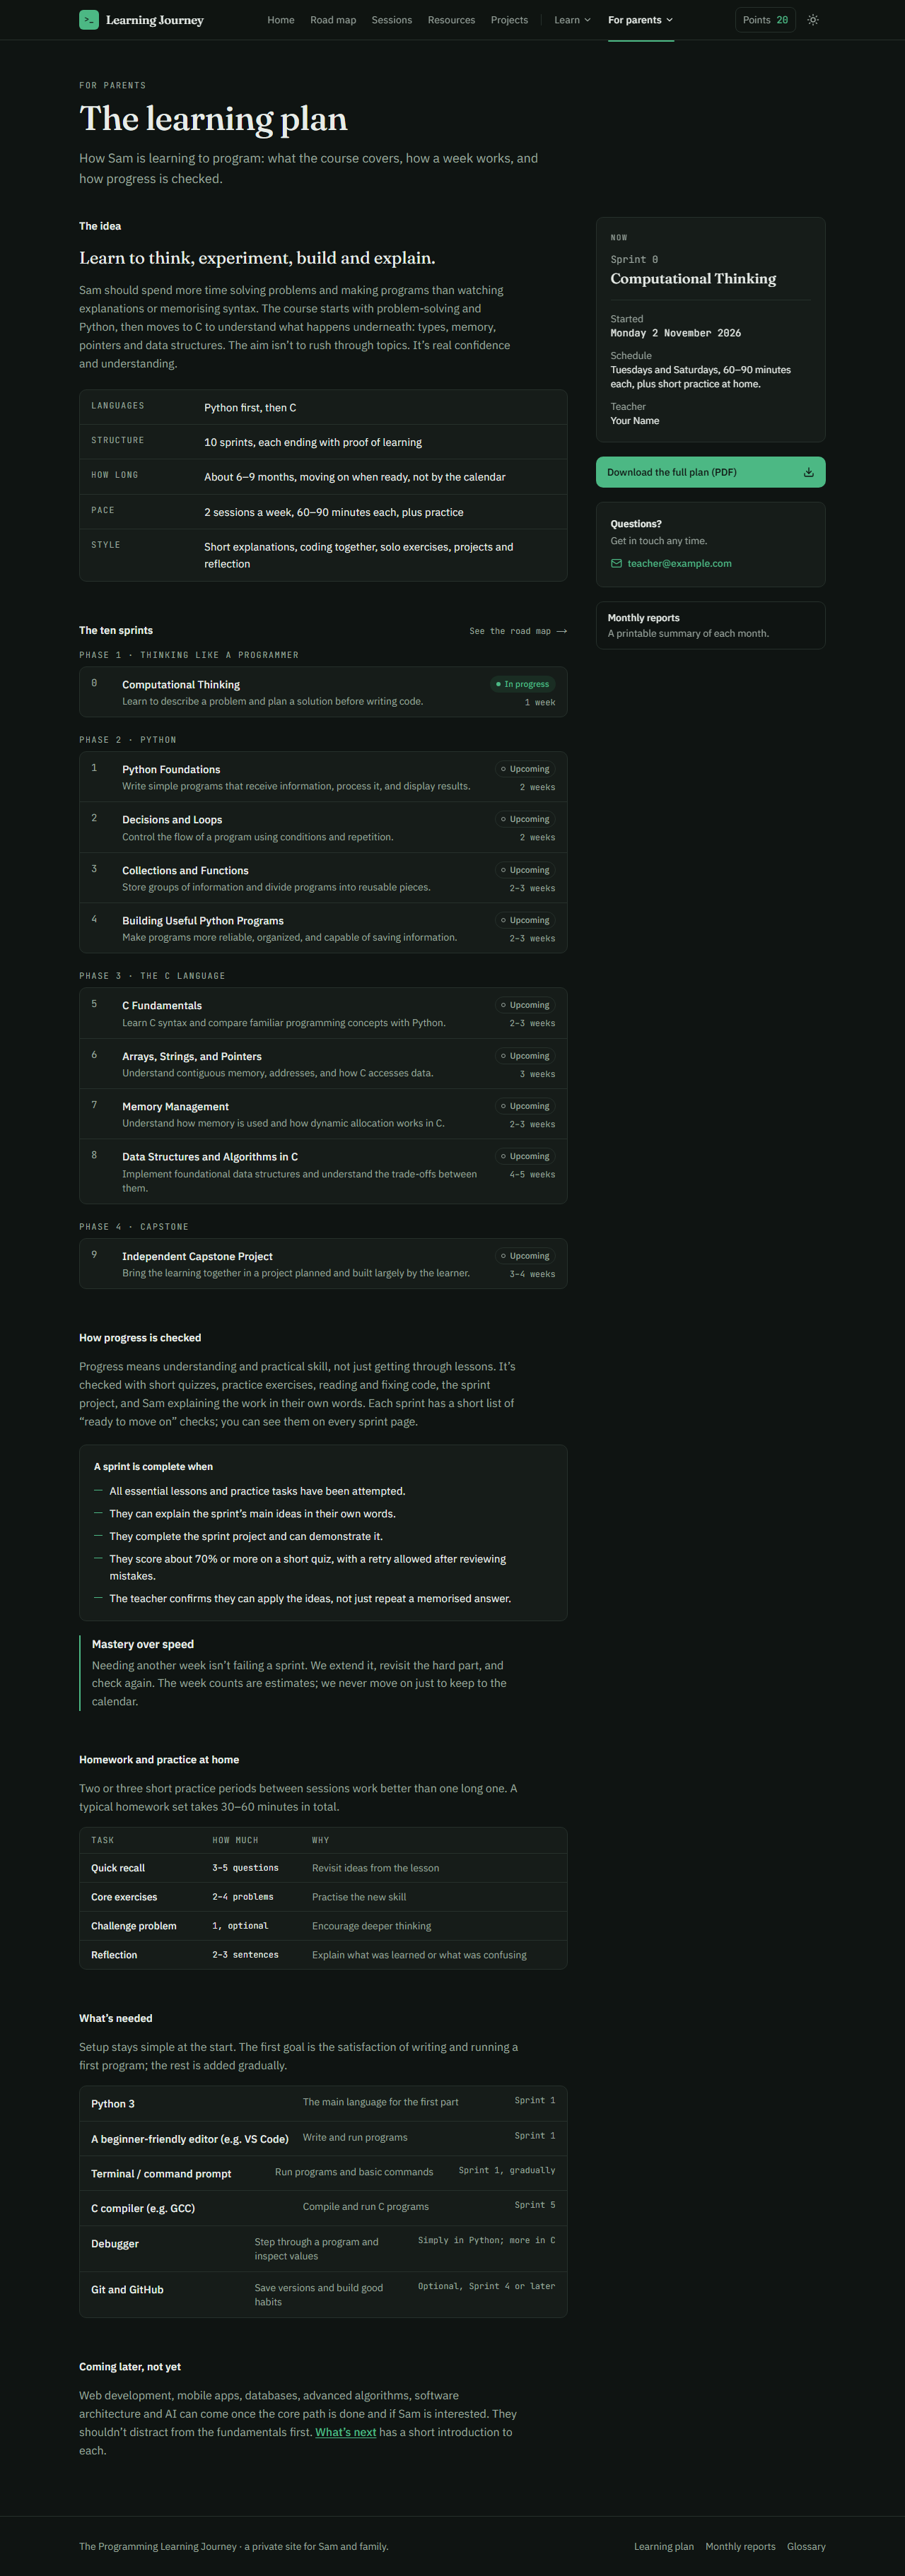 >_ Learning Journey Home Road map Sessions Resources Projects Learn For parents Points 20
FOR PARENTS
The learning plan
How Sam is learning to program: what the course covers, how a week works, and
how progress is checked.
The idea
Learn to think, experiment, build and explain.
Sam should spend more time solving problems and making programs than watching
explanations or memorising syntax. The course starts with problem-solving and
Python, then moves to C to understand what happens underneath: types, memory,
pointers and data structures. The aim isn’t to rush through topics. It’s real confidence
and understanding.
LANGUAGES Python first, then C
STRUCTURE 10 sprints, each ending with proof of learning
HOW LONG About 6–9 months, moving on when ready, not by the calendar
PACE 2 sessions a week, 60–90 minutes each, plus practice
STYLE Short explanations, coding together, solo exercises, projects and
reflection
NOW
Sprint 0
Computational Thinking
Started
Monday 2 November 2026
Schedule
Tuesdays and Saturdays, 60–90 minutes
each, plus short practice at home.
Teacher
Your Name
Download the full plan (PDF)
Questions?
Get in touch any time.
teacher@example.com
Monthly reports
A printable summary of each month.
The ten sprints See the road map →
PHASE 1 · THINKING LIKE A PROGRAMMER
0 Computational Thinking In progress
Learn to describe a problem and plan a solution before writing code. 1 week
PHASE 2 · PYTHON
1 Python Foundations Upcoming
Write simple programs that receive information, process it, and display results. 2 weeks
2 Decisions and Loops Upcoming
Control the flow of a program using conditions and repetition. 2 weeks
3 Collections and Functions Upcoming
Store groups of information and divide programs into reusable pieces. 2–3 weeks
4 Building Useful Python Programs Upcoming
Make programs more reliable, organized, and capable of saving information. 2–3 weeks
PHASE 3 · THE C LANGUAGE
5 C Fundamentals Upcoming
Learn C syntax and compare familiar programming concepts with Python. 2–3 weeks
6 Arrays, Strings, and Pointers Upcoming
Understand contiguous memory, addresses, and how C accesses data. 3 weeks
7 Memory Management Upcoming
Understand how memory is used and how dynamic allocation works in C. 2–3 weeks
8 Data Structures and Algorithms in C Upcoming
Implement foundational data structures and understand the trade-offs between 4–5 weeks
them.
PHASE 4 · CAPSTONE
9 Independent Capstone Project Upcoming
Bring the learning together in a project planned and built largely by the learner. 3–4 weeks
How progress is checked
Progress means understanding and practical skill, not just getting through lessons. It’s
checked with short quizzes, practice exercises, reading and fixing code, the sprint
project, and Sam explaining the work in their own words. Each sprint has a short list of
“ready to move on” checks; you can see them on every sprint page.
A sprint is complete when
— All essential lessons and practice tasks have been attempted.
— They can explain the sprint’s main ideas in their own words.
— They complete the sprint project and can demonstrate it.
— They score about 70% or more on a short quiz, with a retry allowed after reviewing
mistakes.
— The teacher confirms they can apply the ideas, not just repeat a memorised answer.
Mastery over speed
Needing another week isn’t failing a sprint. We extend it, revisit the hard part, and
check again. The week counts are estimates; we never move on just to keep to the
calendar.
Homework and practice at home
Two or three short practice periods between sessions work better than one long one. A
typical homework set takes 30–60 minutes in total.
TASK HOW MUCH WHY
Quick recall 3–5 questions Revisit ideas from the lesson
Core exercises 2–4 problems Practise the new skill
Challenge problem 1, optional Encourage deeper thinking
Reflection 2–3 sentences Explain what was learned or what was confusing
What’s needed
Setup stays simple at the start. The first goal is the satisfaction of writing and running a
first program; the rest is added gradually.
Python 3 The main language for the first part Sprint 1
A beginner-friendly editor (e.g. VS Code) Write and run programs Sprint 1
Terminal / command prompt Run programs and basic commands Sprint 1, gradually
C compiler (e.g. GCC) Compile and run C programs Sprint 5
Debugger Step through a program and Simply in Python; more in C
inspect values
Git and GitHub Save versions and build good Optional, Sprint 4 or later
habits
Coming later, not yet
Web development, mobile apps, databases, advanced algorithms, software
architecture and AI can come once the core path is done and if Sam is interested. They
shouldn’t distract from the fundamentals first. What’s next has a short introduction to
each.
The Programming Learning Journey · a private site for Sam and family. Learning plan Monthly reports Glossary